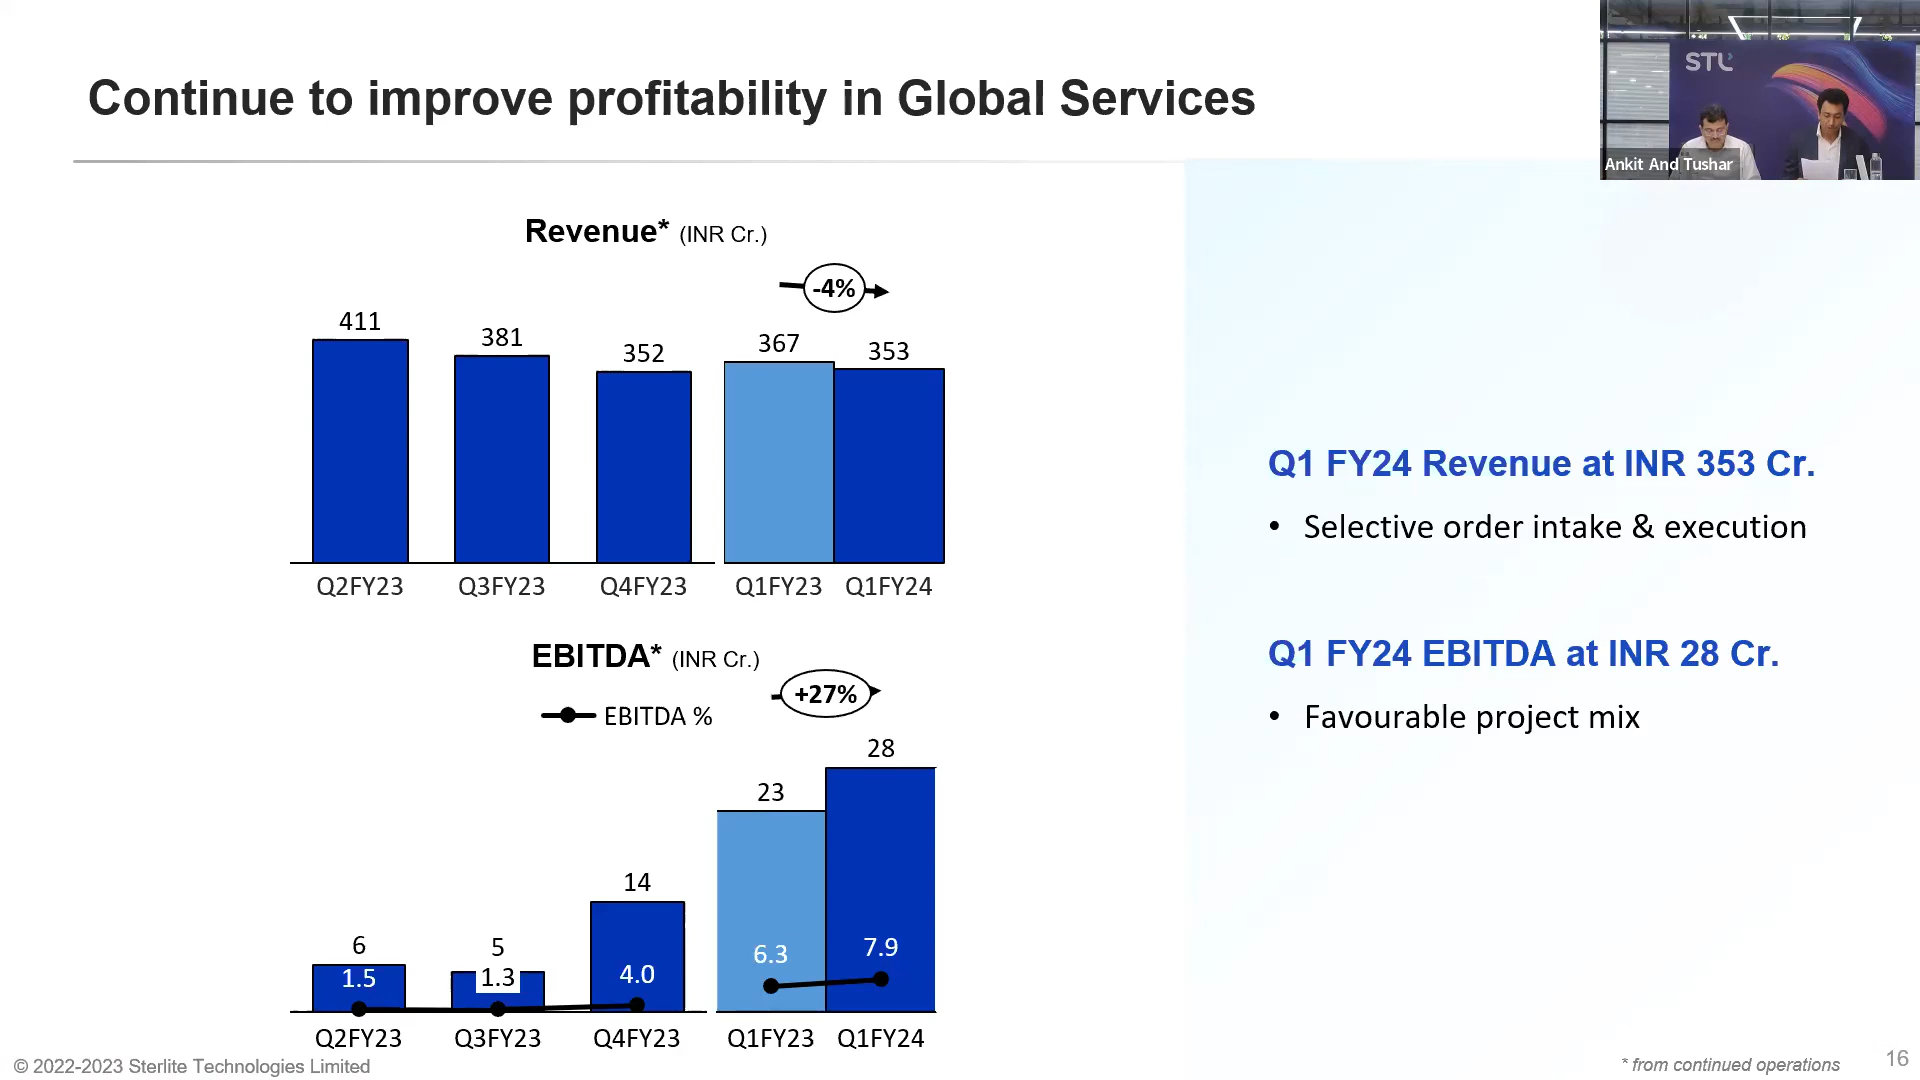 Continue to improve profitability in Global Services
STL
Ankit And Tushar
Revenue* (INR Cr.)
-4%
411
381
352
367
353
Q2FY23
Q3FY23
Q4FY23
Q1FY23
Q1FY24
EBITDA* (INR Cr.)
+27%
EBITDA %
6
5
14
23
28
1.5
1.3
4.0
6.3
7.9
Q2FY23
Q3FY23
Q4FY23
Q1FY23
Q1FY24
Q1 FY24 Revenue at INR 353 Cr.
• Selective order intake & execution
Q1 FY24 EBITDA at INR 28 Cr.
• Favourable project mix
© 2022-2023 Sterlite Technologies Limited
* from continued operations
16